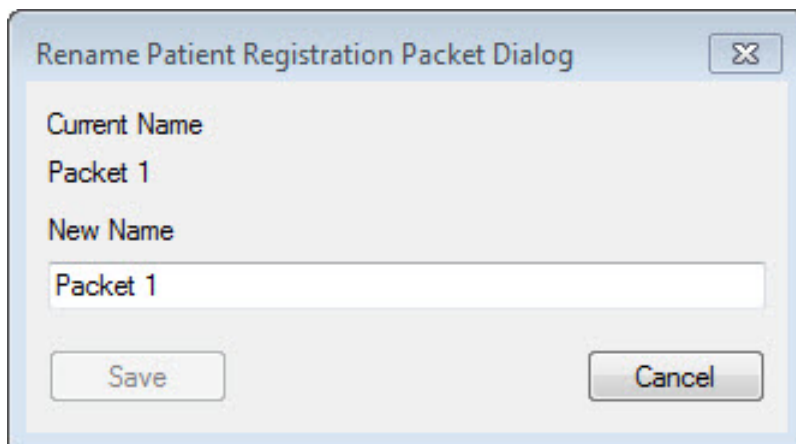 Rename Patient Registration Packet Dialog
Current Name
Packet 1
New Name
Packet 1
Save
Cancel